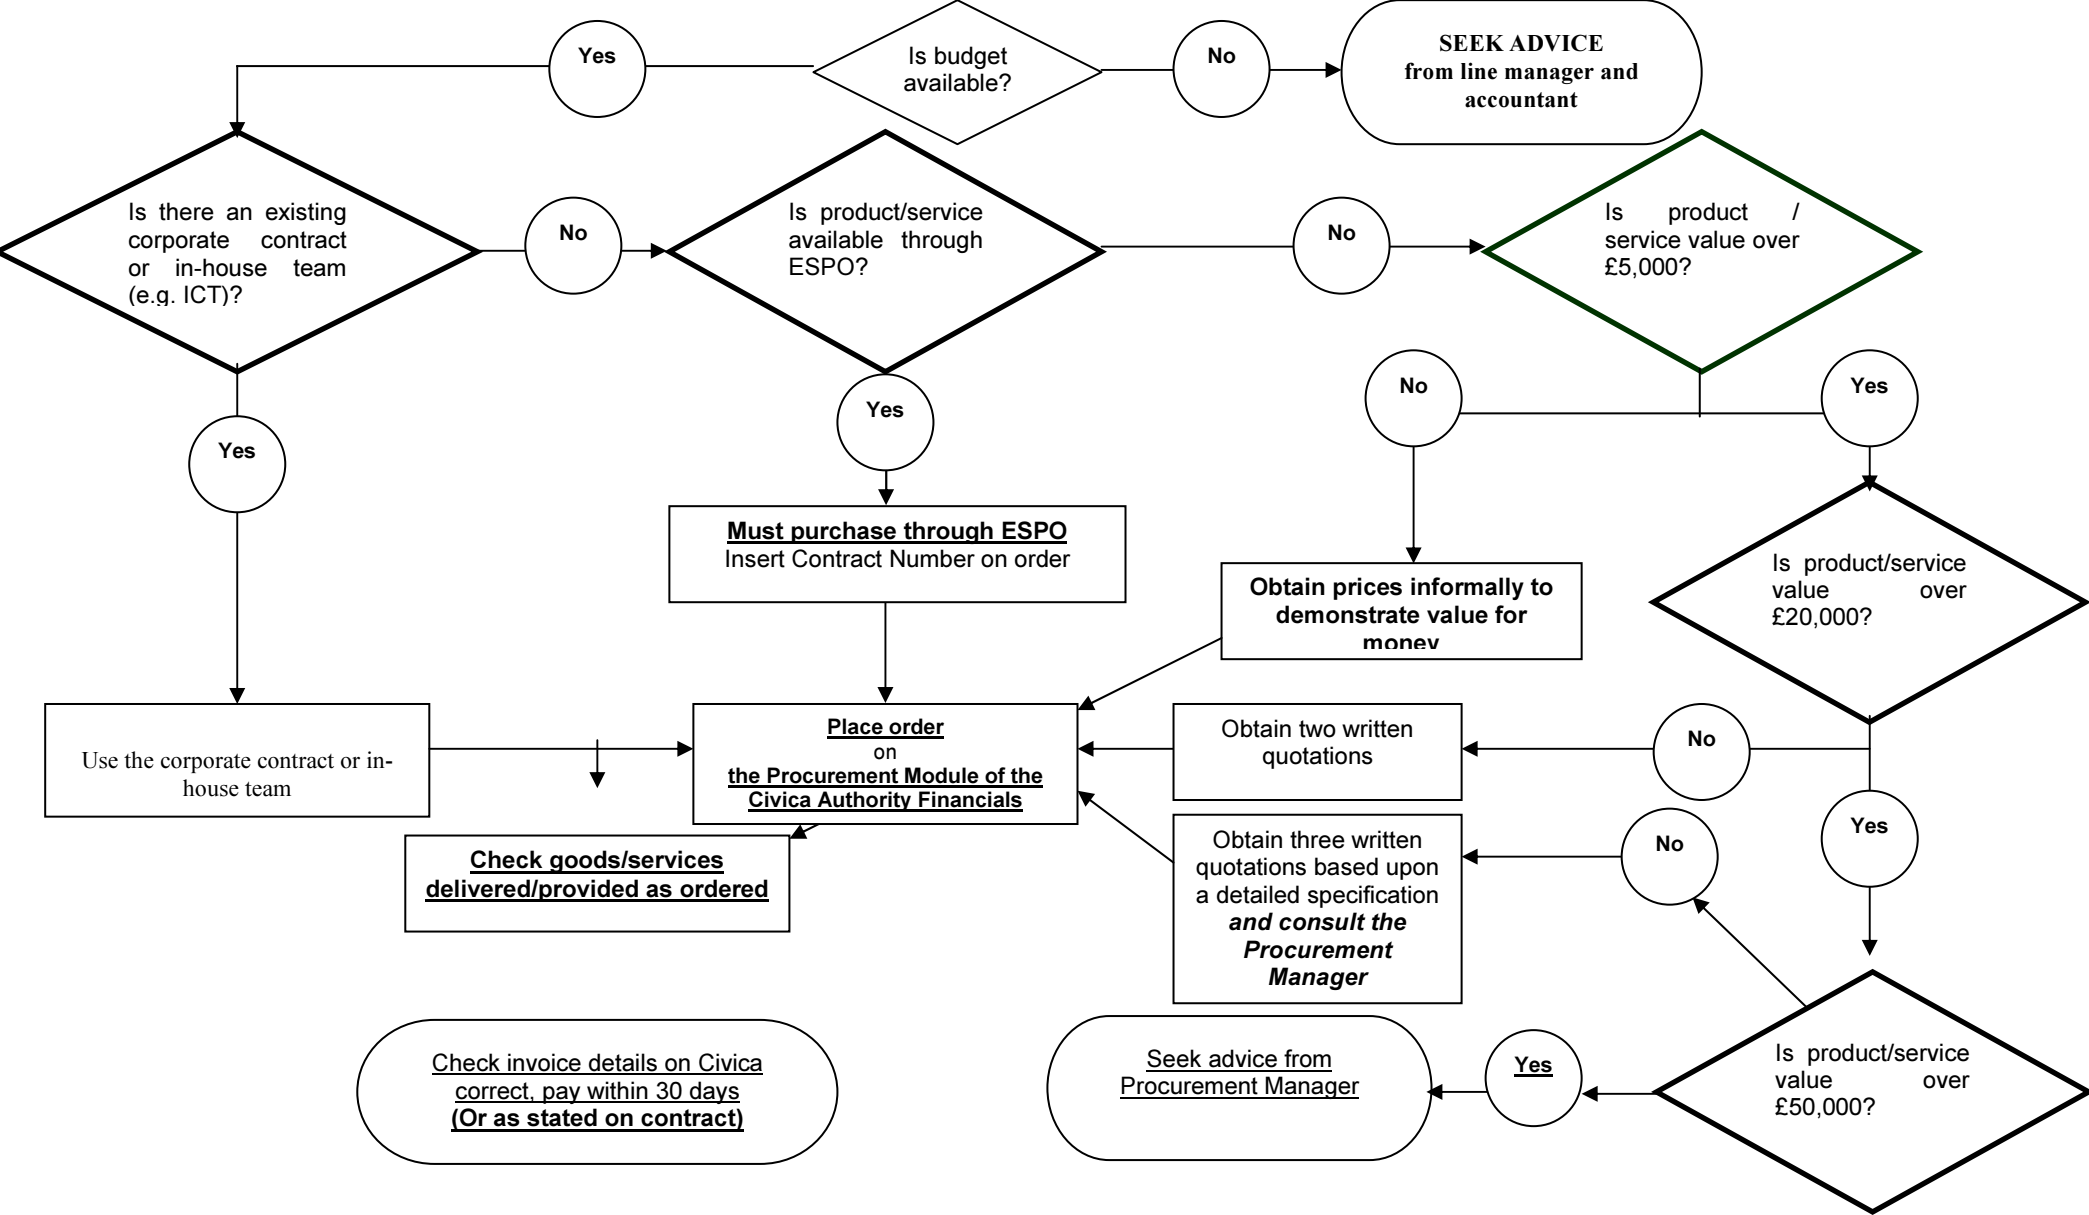 Yes
Is budget
available?
No
SEEK ADVICE
from line manager and
accountant
Is there an existing
corporate contract
or in-house team
(e.g. ICT)?
No
Is product/service
available through
ESPO?
No
Is product /
service value over
£5,000?
Yes
Yes
No
Yes
Must purchase through ESPO
Insert Contract Number on order
Obtain prices informally to
demonstrate value for
money
Is product/service
value over
£20,000?
Use the corporate contract or in-
house team
Place order
on
the Procurement Module of the
Civica Authority Financials
Obtain two written
quotations
No
Yes
Check goods/services
delivered/provided as ordered
Obtain three written
quotations based upon
a detailed specification
and consult the
Procurement
Manager
No
Check invoice details on Civica
correct, pay within 30 days
(Or as stated on contract)
Seek advice from
Procurement Manager
Yes
Is product/service
value over
£50,000?